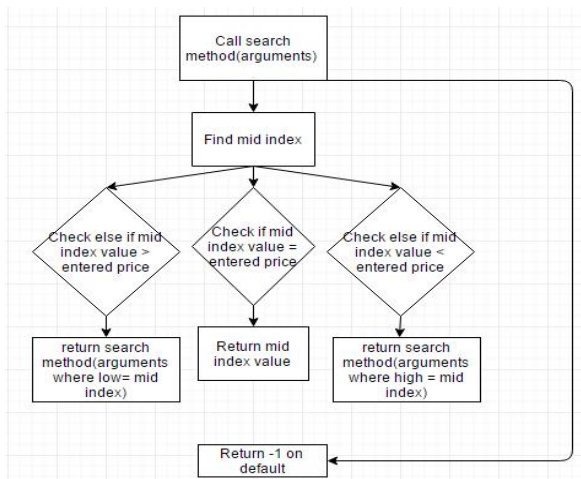 Call search
method(arguments)
Find mid index
Check else if mid
index value >
entered price
Check if mid
index value =
entered price
Check else if mid
index value <
entered price
return search
method(arguments
where low= mid
index)
Return mid
index value
return search
method(arguments
where high = mid
index)
Return -1 on
default